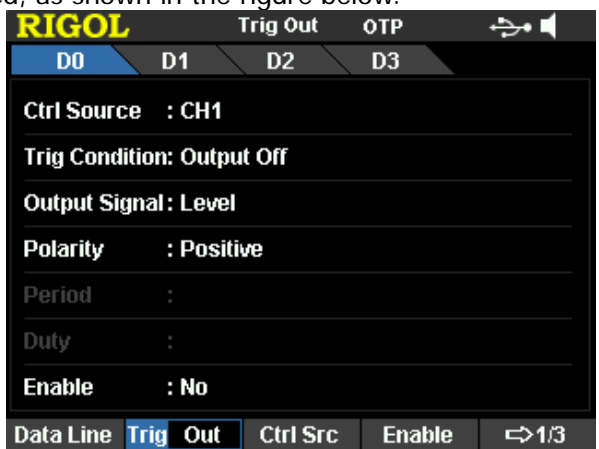 ed, as shown in the figure below.
RIGOL Trig Out OTP
D0 D1 D2 D3
Ctrl Source : CH1
Trig Condition: Output Off
Output Signal: Level
Polarity : Positive
Period :
Duty :
Enable : No
Data Line Trig Out Ctrl Src Enable ⇨1/3